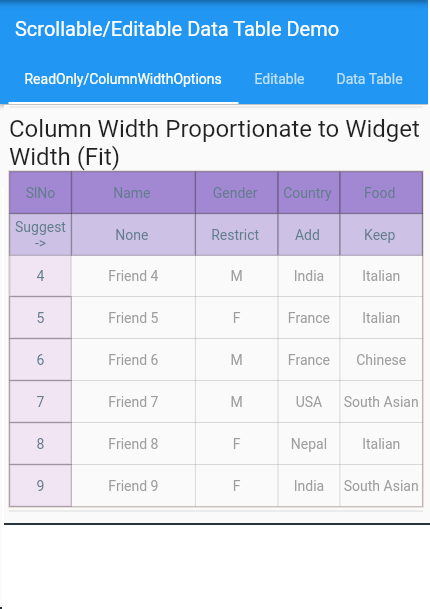 Scrollable/Editable Data Table Demo
ReadOnly/ColumnWidthOptions Editable Data Table
Column Width Proportionate to Widget
Width (Fit)
SlNo Name Gender Country Food
Suggest
-> None Restrict Add Keep
4 Friend 4 M India Italian
5 Friend 5 F France Italian
6 Friend 6 M France Chinese
7 Friend 7 M USA South Asian
8 Friend 8 F Nepal Italian
9 Friend 9 F India South Asian